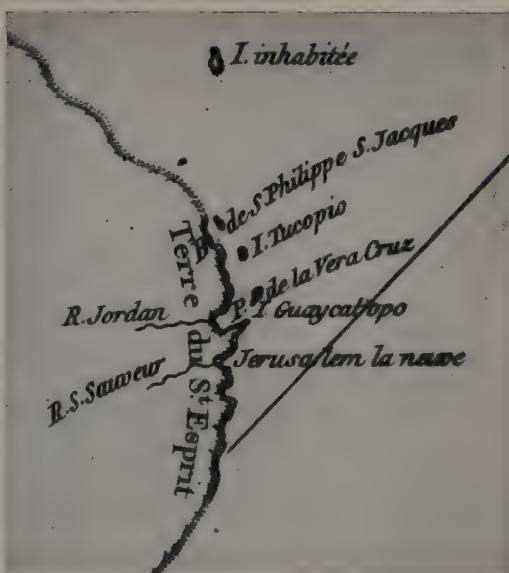 I. inhabitée
de S Philippe S. Jacques
I. Tucopio
P. de la Vera Cruz
I Guaycatopo
R. Jordan
Jerusalem la neuve
R. S. Sauveur
Terre du St. Esprit